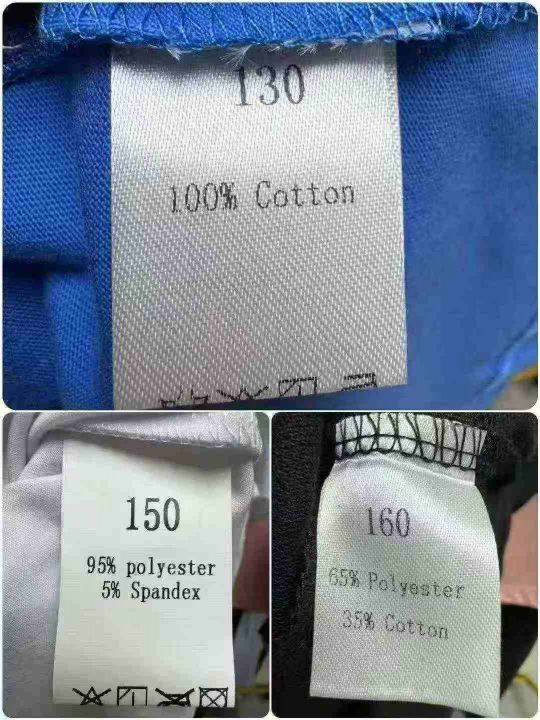 130
100% Cotton
150
95% polyester
5% Spandex
160
65% Polyester
35% Cotton